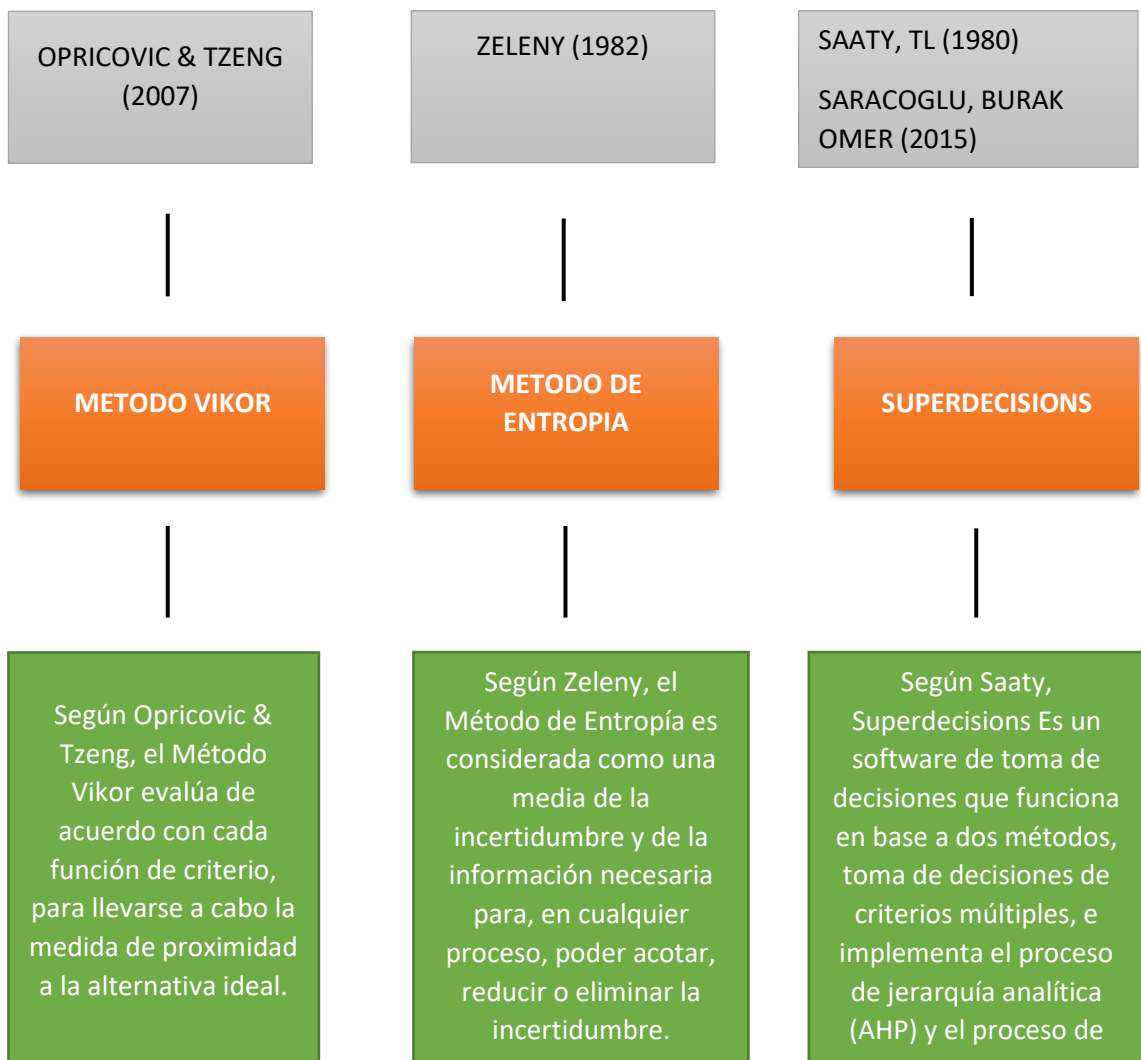 OPRICOVIC & TZENG
(2007)
ZELENY (1982)
SAATY, TL (1980)
SARACOGLU, BURAK
OMER (2015)
METODO VIKOR
METODO DE
ENTROPIA
SUPERDECISIONS
Según Opricovic &
Tzeng, el Método
Vikor evalúa de
acuerdo con cada
función de criterio,
para llevarse a cabo la
medida de proximidad
a la alternativa ideal.
Según Zeleny, el
Método de Entropía es
considerada como una
media de la
incertidumbre y de la
información necesaria
para, en cualquier
proceso, poder acotar,
reducir o eliminar la
incertidumbre.
Según Saaty,
Superdecisions Es un
software de toma de
decisiones que funciona
en base a dos métodos,
toma de decisiones de
criterios múltiples, e
implementa el proceso
de jerarquía analítica
(AHP) y el proceso de